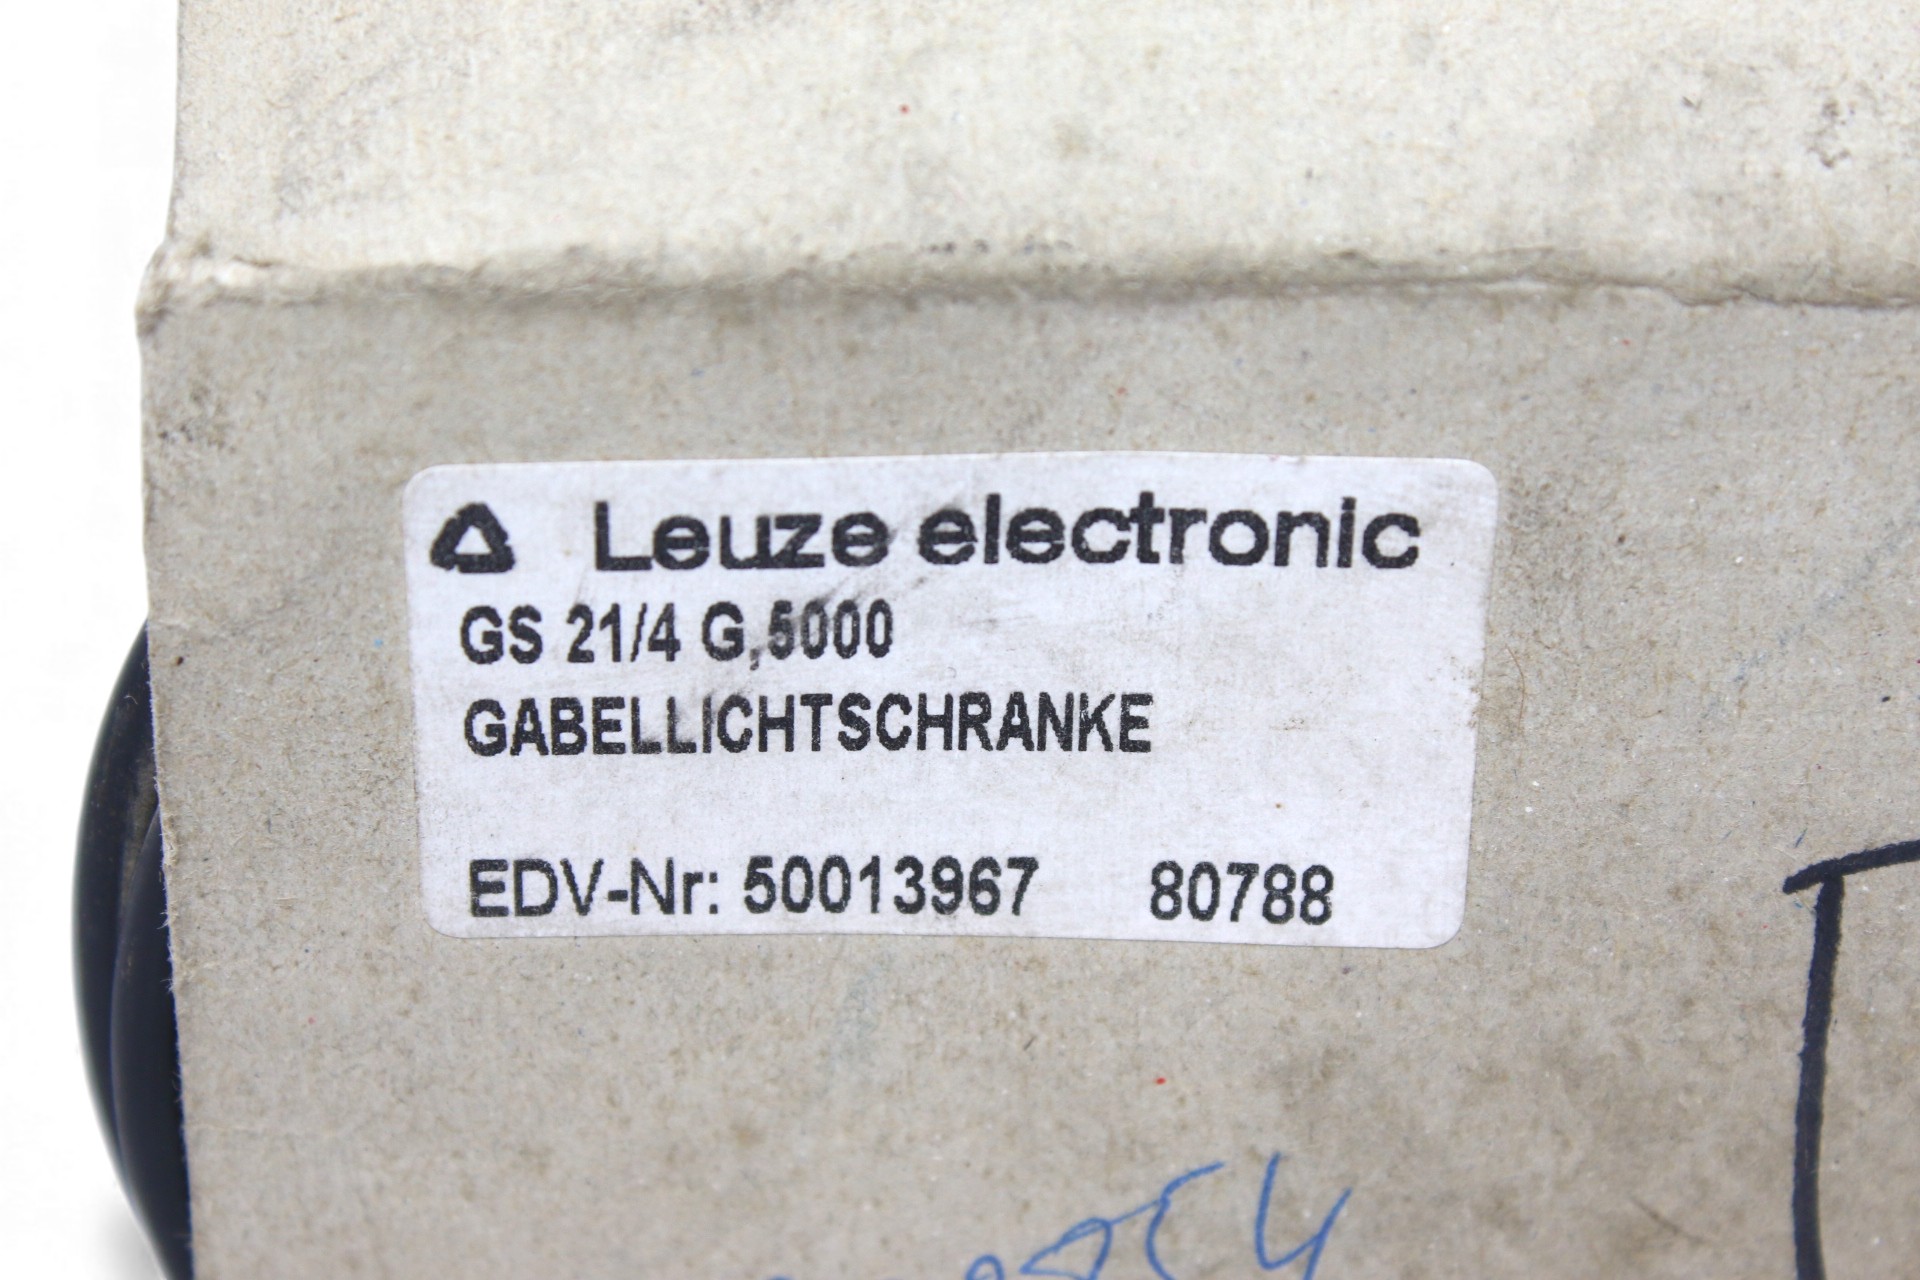 Leuze electronic
GS 21/4 G,5000
GABELLICHTSCHRANKE
EDV-Nr: 50013967 80788